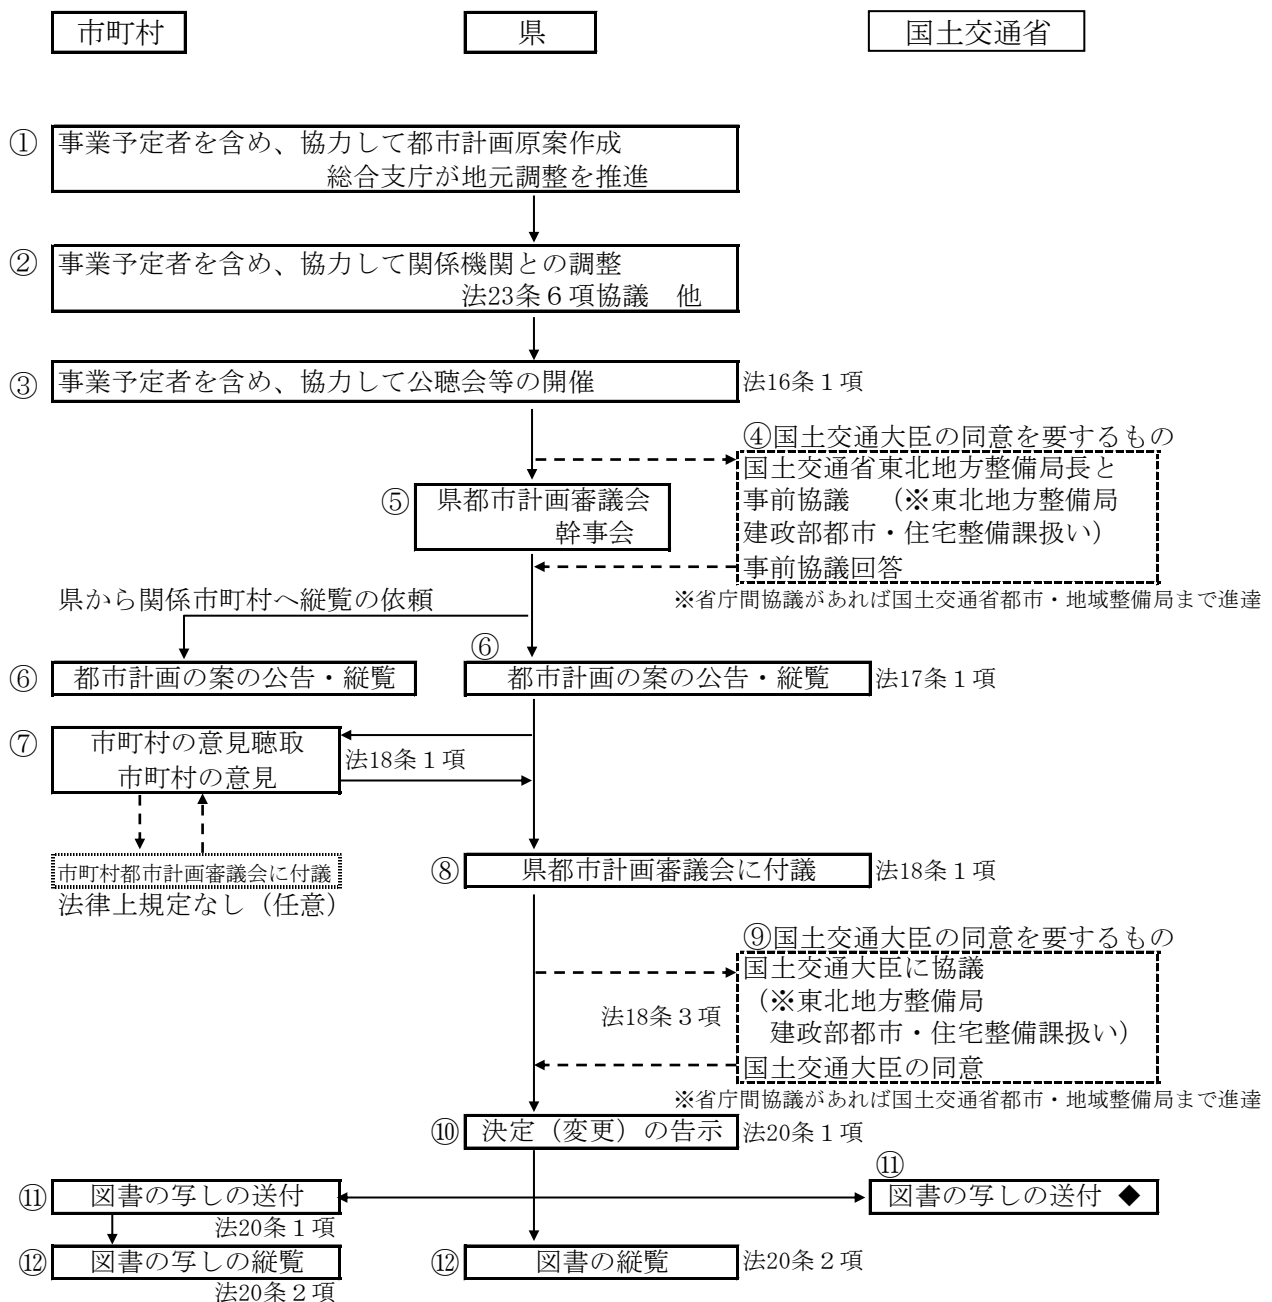 市町村
県
国土交通省
① 事業予定者を含め、協力して都市計画原案作成
総合支庁が地元調整を推進
② 事業予定者を含め、協力して関係機関との調整
法23条６項協議　他
③ 事業予定者を含め、協力して公聴会等の開催
法16条１項
④国土交通大臣の同意を要するもの
国土交通省東北地方整備局長と
事前協議　（※東北地方整備局
建政部都市・住宅整備課扱い）
事前協議回答
⑤ 県都市計画審議会
幹事会
※省庁間協議があれば国土交通省都市・地域整備局まで進達
県から関係市町村へ縦覧の依頼
⑥ 都市計画の案の公告・縦覧
⑥
都市計画の案の公告・縦覧
法17条１項
⑦ 市町村の意見聴取
市町村の意見
法18条１項
市町村都市計画審議会に付議
法律上規定なし（任意）
⑧ 県都市計画審議会に付議
法18条１項
⑨国土交通大臣の同意を要するもの
国土交通大臣に協議
（※東北地方整備局
建政部都市・住宅整備課扱い）
国土交通大臣の同意
法18条３項
※省庁間協議があれば国土交通省都市・地域整備局まで進達
⑩ 決定（変更）の告示
法20条１項
⑪ 図書の写しの送付
法20条１項
⑪
図書の写しの送付 ◆
⑫ 図書の写しの縦覧
法20条２項
⑫ 図書の縦覧
法20条２項